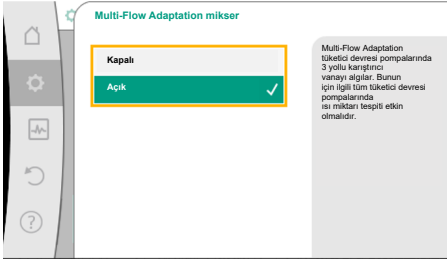 Multi-Flow Adaptation mikser
Kapalı
Açık
Multi-Flow Adaptation
tüketici devresi pompalarında
3 yollu karıştırıcı
vanayı algılar. Bunun
için ilgili tüm tüketici devresi
pompalarında
ısı miktarı tespiti etkin
olmalıdır.